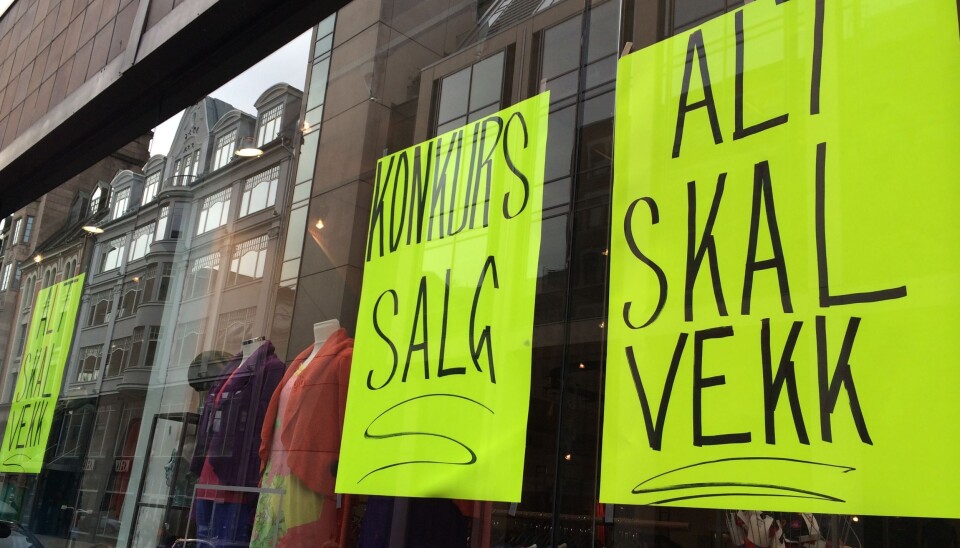 ALT
SKAL
VEKK
KONKURS
SALG
ALT
SKAL
VEKK